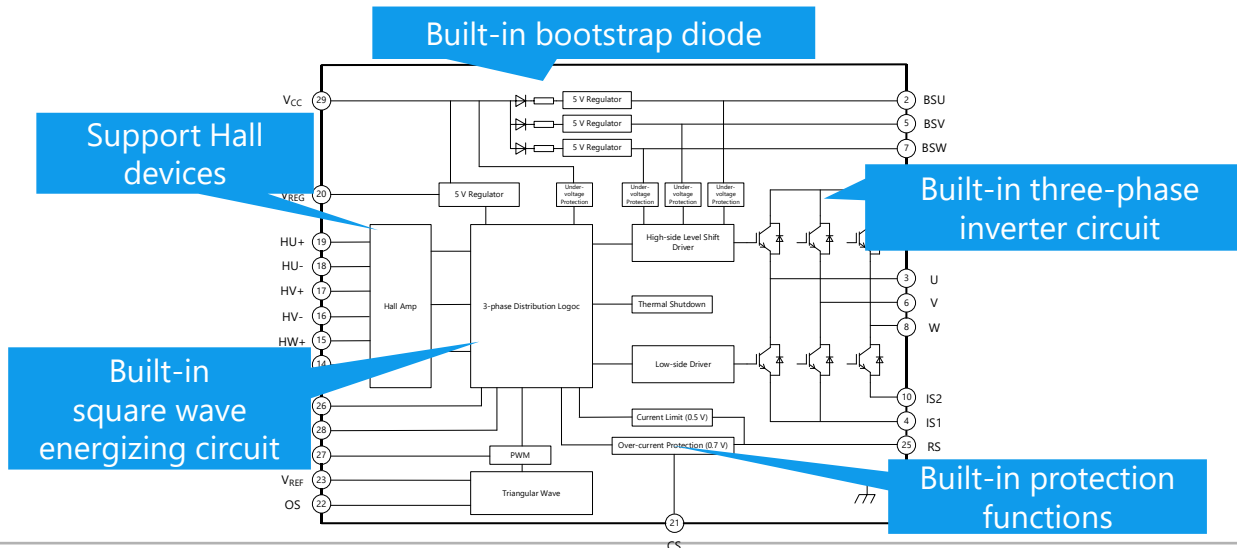 Built-in bootstrap diode
VCC
29
5 V Regulator
2
BSU
5 V Regulator
5
BSV
5 V Regulator
7
BSW
Support Hall
devices
VREG
20
5 V Regulator
Under-
voltage
Protection
Under-
voltage
Protection
Under-
voltage
Protection
Under-
voltage
Protection
Built-in three-phase
inverter circuit
HU+
19
HU-
18
HV+
17
HV-
16
HW+
15
14
Hall Amp
3-phase Distribution Logoc
High-side Level Shift
Driver
Thermal Shutdown
Low-side Driver
3
U
6
V
8
W
Built-in
square wave
energizing circuit
26
28
27
PWM
VREF
23
OS
22
Triangular Wave
Current Limit (0.5 V)
Over-current Protection (0.7 V)
10
IS2
4
IS1
25
RS
Built-in protection
functions
21
CS